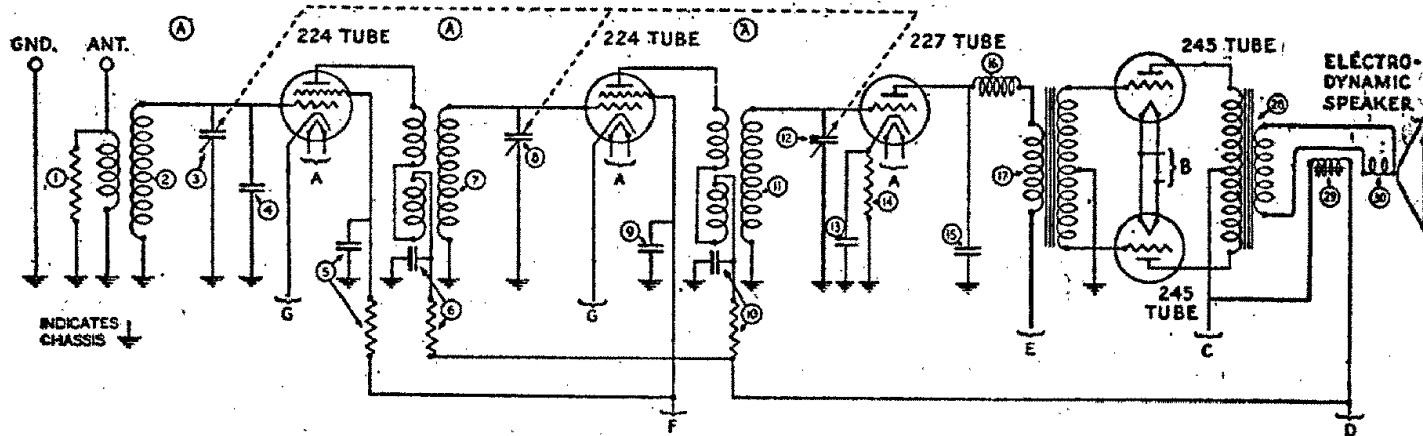 GND.
ANT.
A
224 TUBE
A
224 TUBE
A
227 TUBE
245 TUBE
ELECTRO-
DYNAMIC
SPEAKER
1
2
3
4
5
6
7
8
9
10
11
12
13
14
15
16
17
28
29
30
A
A
A
B
G
G
INDICATES
CHASSIS
245
TUBE
E
C
F
D